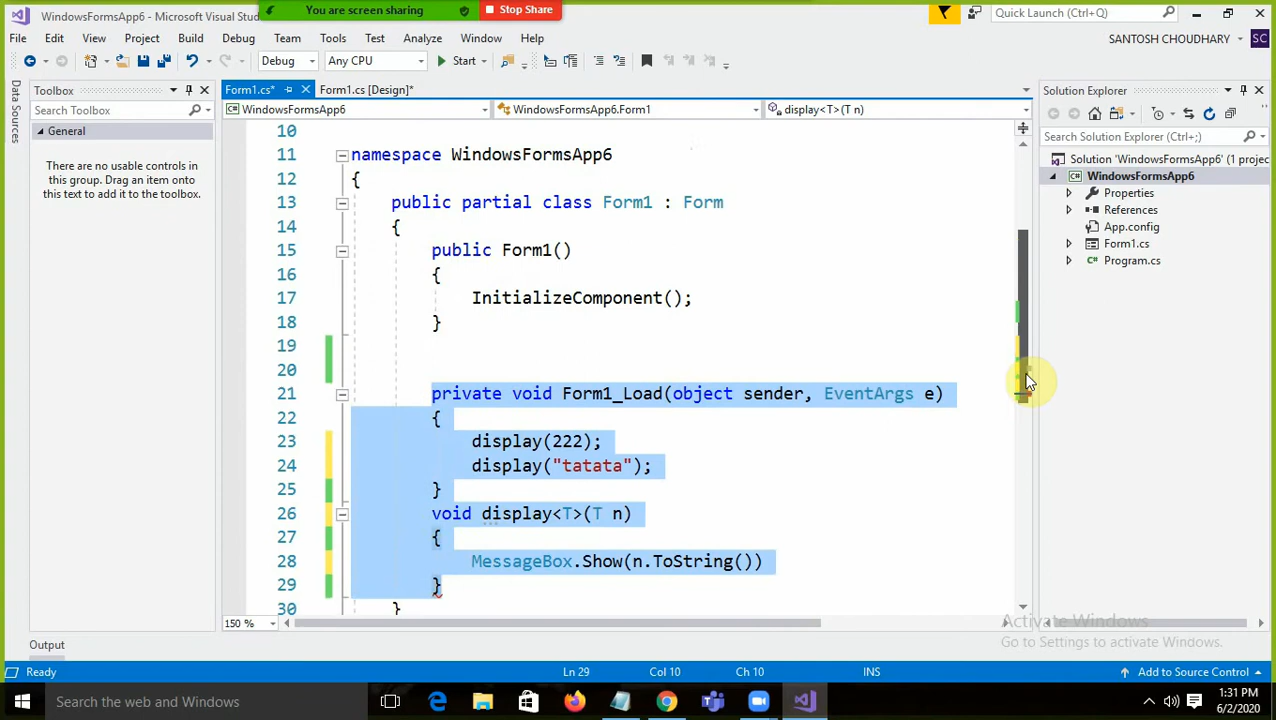 WindowsFormsApp6 - Microsoft Visual Stud
You are screen sharing
Stop Share
Quick Launch (Ctrl+Q)
File Edit View Project Build Debug Team Tools Test Analyze Window Help
SANTOSH CHOUDHARY
SC
Debug
Any CPU
Start
Data Sources
Toolbox
Search Toolbox
General
There are no usable controls in
this group. Drag an item onto
this text to add it to the toolbox.
Form1.cs*
Form1.cs [Design]*
WindowsFormsApp6
WindowsFormsApp6.Form1
display<T>(T n)
10
11 namespace WindowsFormsApp6
12 {
13 public partial class Form1 : Form
14 {
15 public Form1()
16 {
17 InitializeComponent();
18 }
19
20
21 private void Form1_Load(object sender, EventArgs e)
22 {
23 display(222);
24 display("tatata");
25 }
26 void display<T>(T n)
27 {
28 MessageBox.Show(n.ToString())
29 }
30 }
150 %
Solution Explorer
Search Solution Explorer (Ctrl+;)
Solution 'WindowsFormsApp6' (1 projec
WindowsFormsApp6
Properties
References
App.config
Form1.cs
Program.cs
Activate Windows
Go to Settings to activate Windows.
Output
Ready
Ln 29
Col 10
Ch 10
INS
Add to Source Control
Search the web and Windows
1:31 PM
6/2/2020